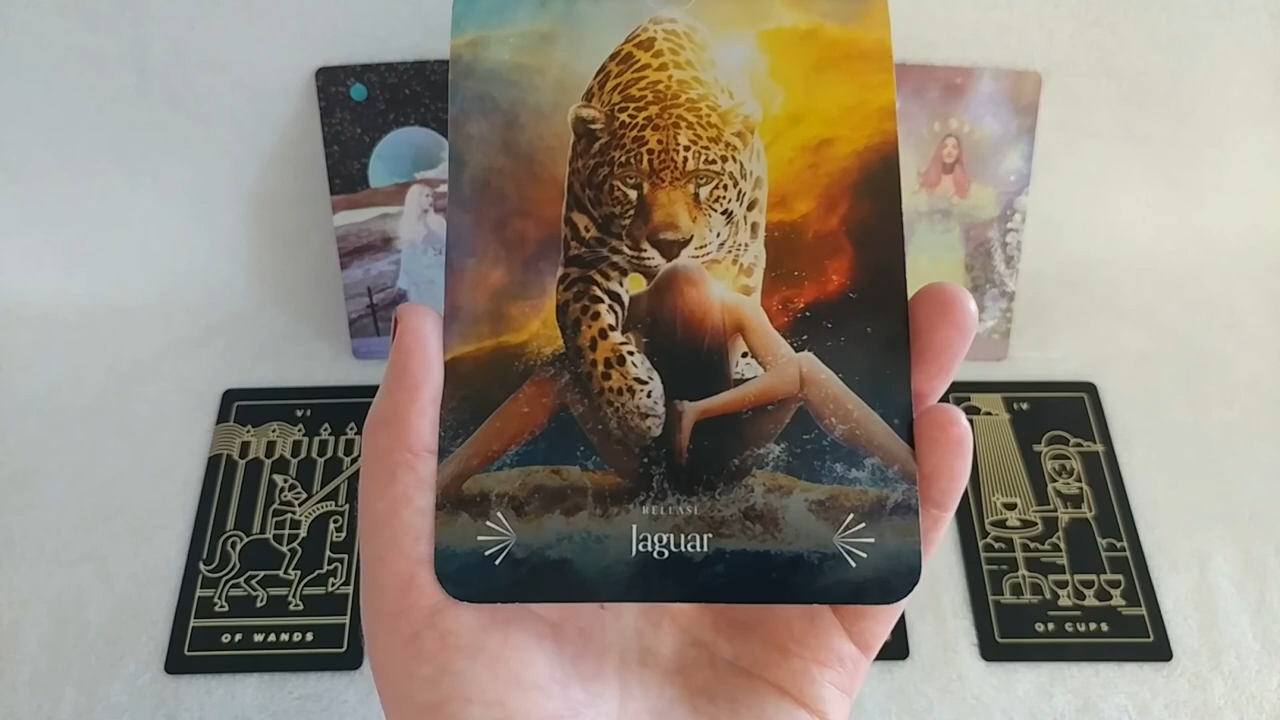 RELEASE
Jaguar
VI
OF WANDS
IV
OF CUPS